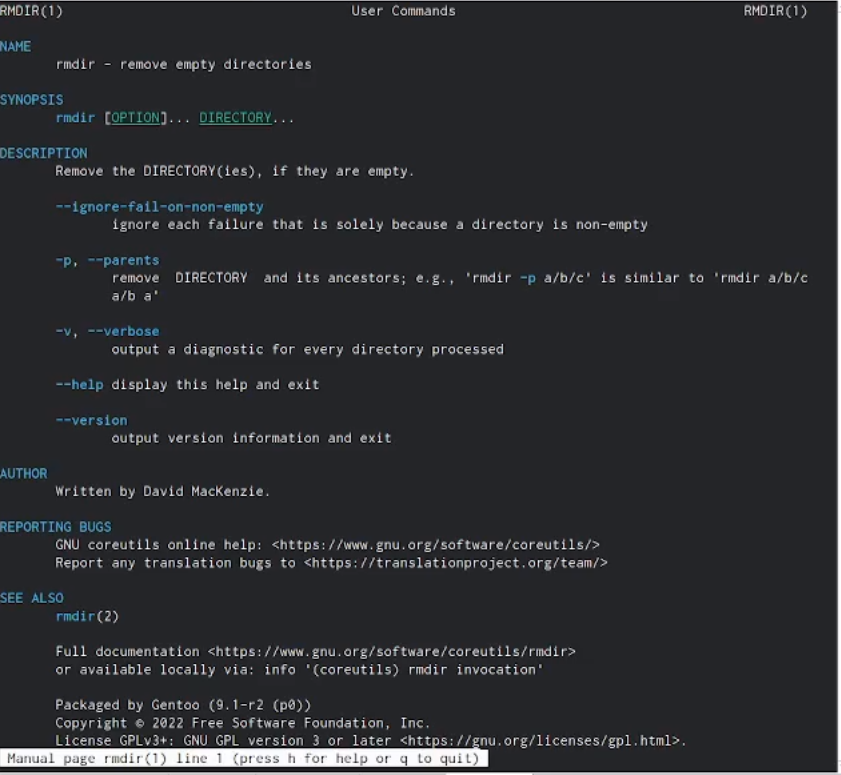 RMDIR(1) User Commands RMDIR(1)
NAME
rmdir - remove empty directories
SYNOPSIS
rmdir [OPTION]... DIRECTORY...
DESCRIPTION
Remove the DIRECTORY(ies), if they are empty.
--ignore-fail-on-non-empty
ignore each failure that is solely because a directory is non-empty
-p, --parents
remove DIRECTORY and its ancestors; e.g., 'rmdir -p a/b/c' is similar to 'rmdir a/b/c
a/b a'
-v, --verbose
output a diagnostic for every directory processed
--help display this help and exit
--version
output version information and exit
AUTHOR
Written by David MacKenzie.
REPORTING BUGS
GNU coreutils online help: <https://www.gnu.org/software/coreutils/>
Report any translation bugs to <https://translationproject.org/team/>
SEE ALSO
rmdir(2)
Full documentation <https://www.gnu.org/software/coreutils/rmdir>
or available locally via: info '(coreutils) rmdir invocation'
Packaged by Gentoo (9.1-r2 (p0))
Copyright © 2022 Free Software Foundation, Inc.
License GPLv3+: GNU GPL version 3 or later <https://gnu.org/licenses/gpl.html>.
Manual page rmdir(1) line 1 (press h for help or q to quit)